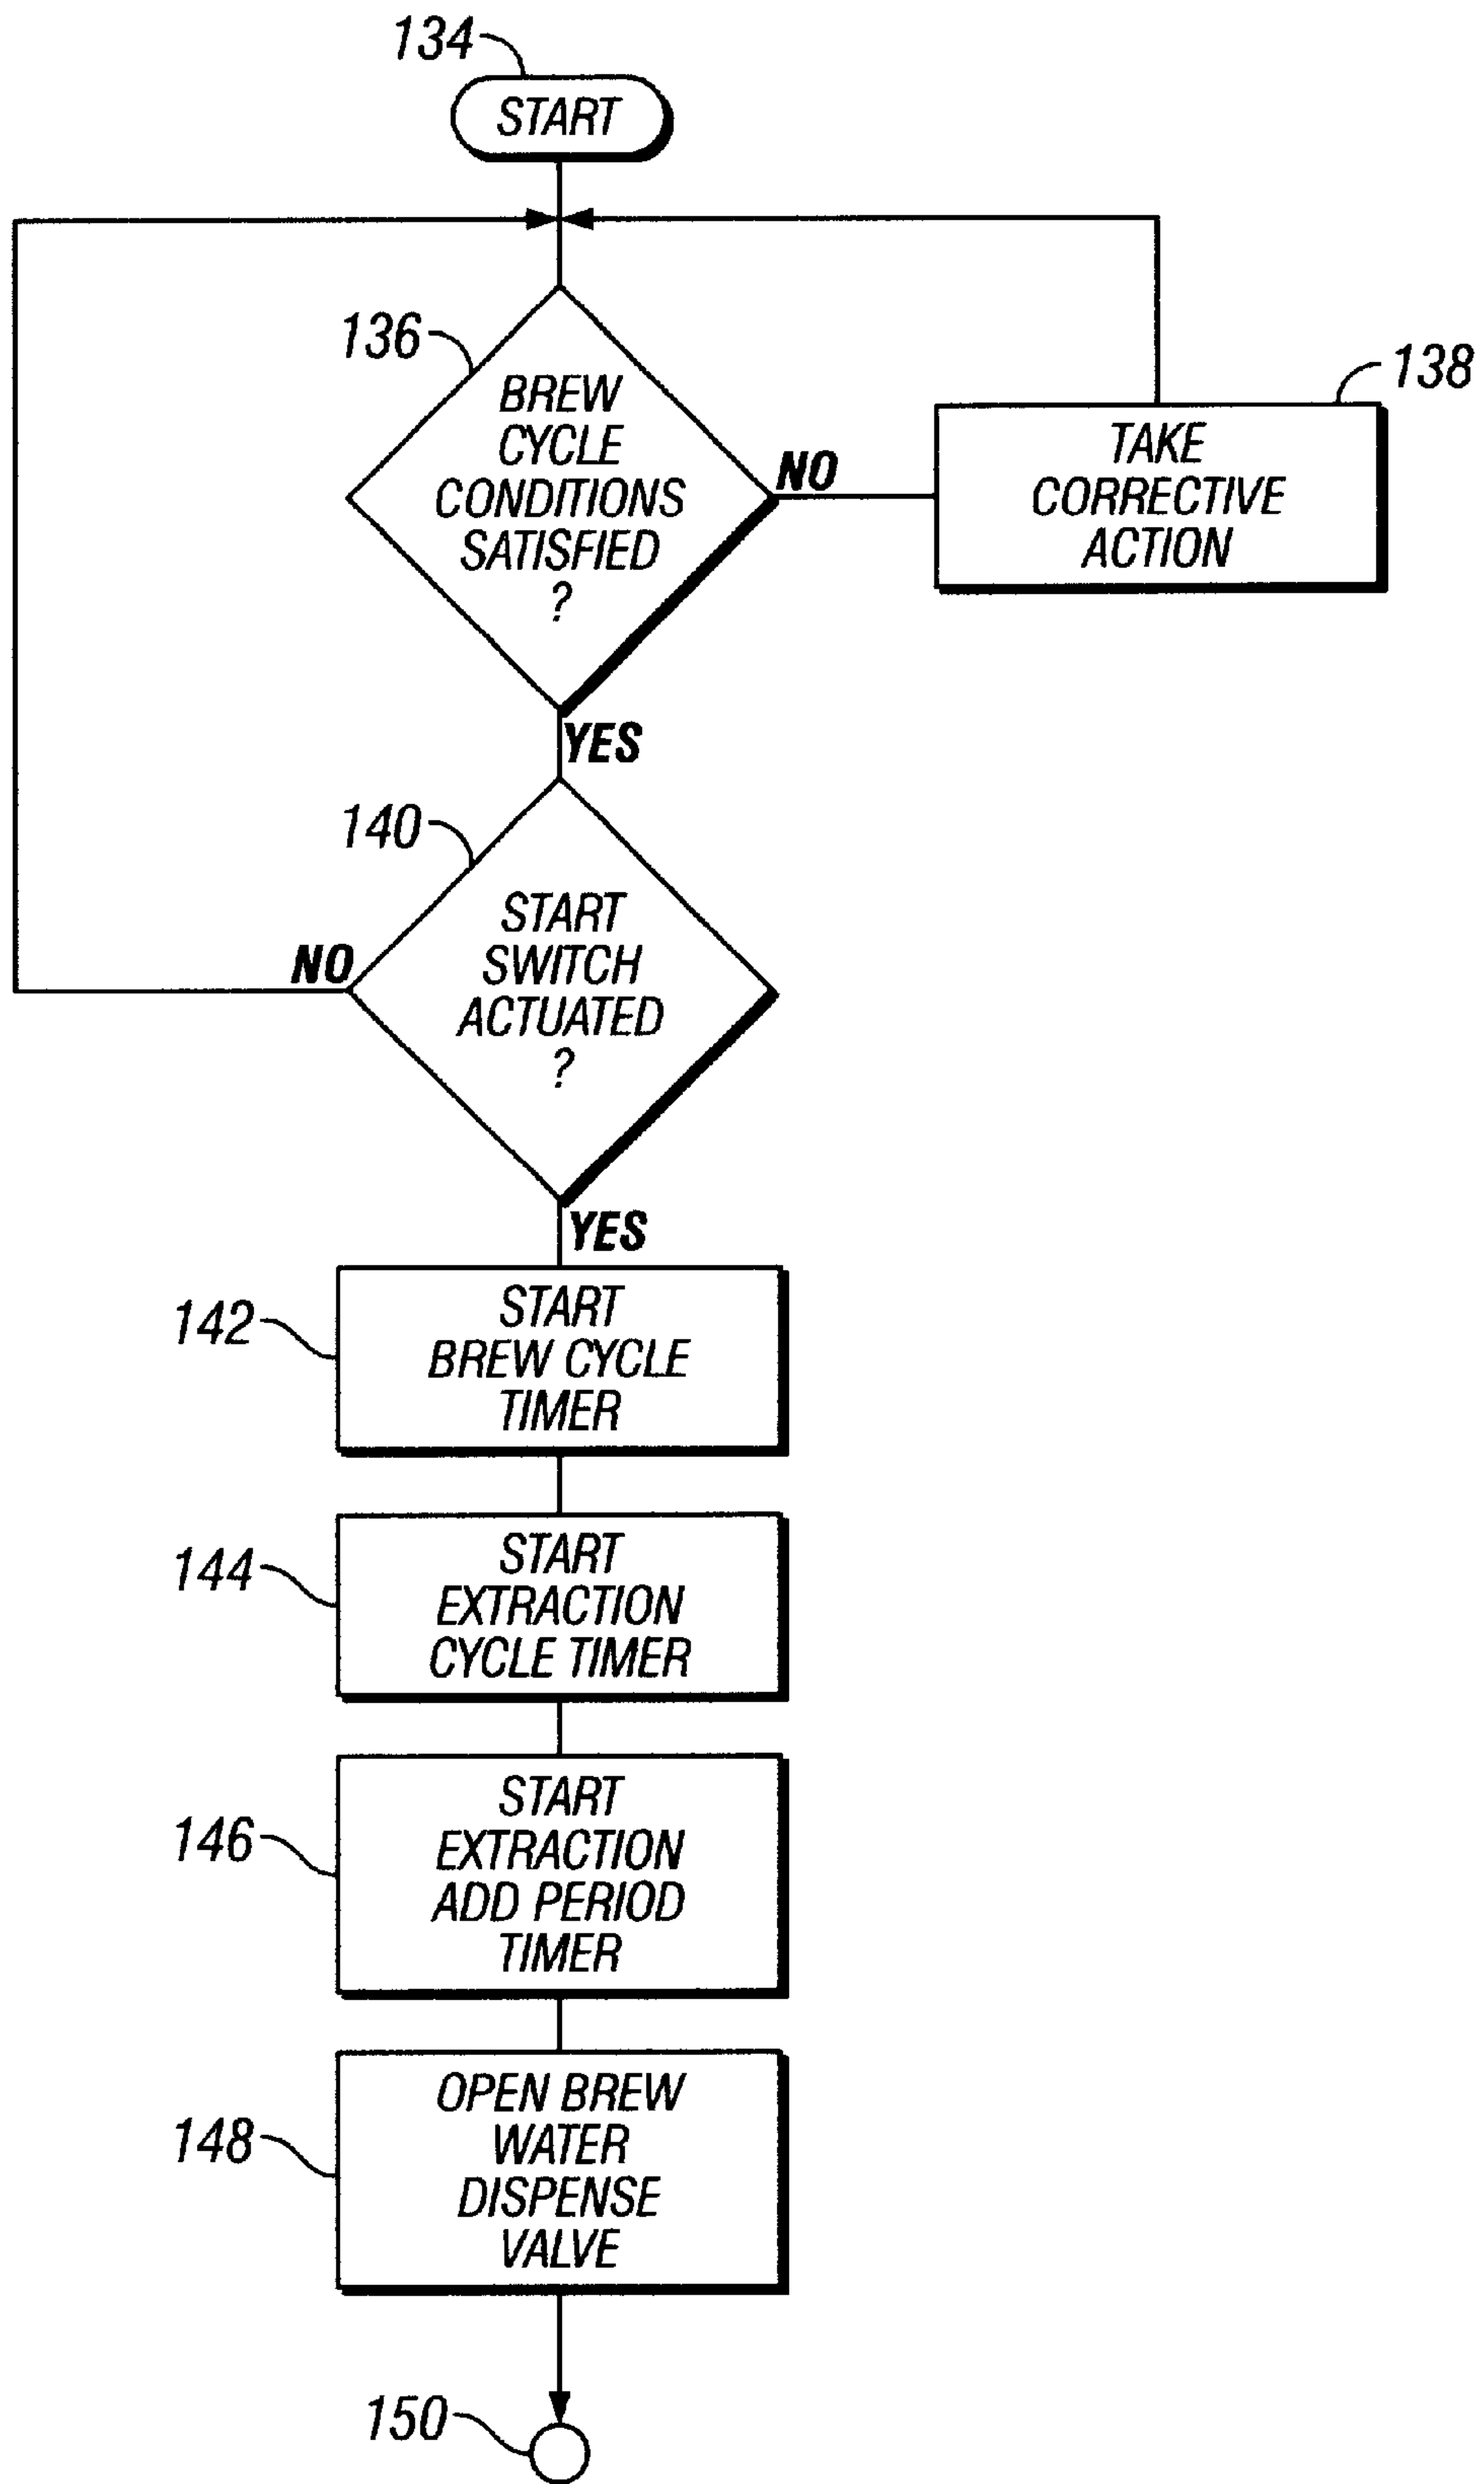 134
START
136
BREW
CYCLE
CONDITIONS
SATISFIED
?
NO
138
TAKE
CORRECTIVE
ACTION
YES
140
START
SWITCH
ACTUATED
?
NO
YES
142
START
BREW CYCLE
TIMER
144
START
EXTRACTION
CYCLE TIMER
146
START
EXTRACTION
ADD PERIOD
TIMER
148
OPEN BREW
WATER
DISPENSE
VALVE
150